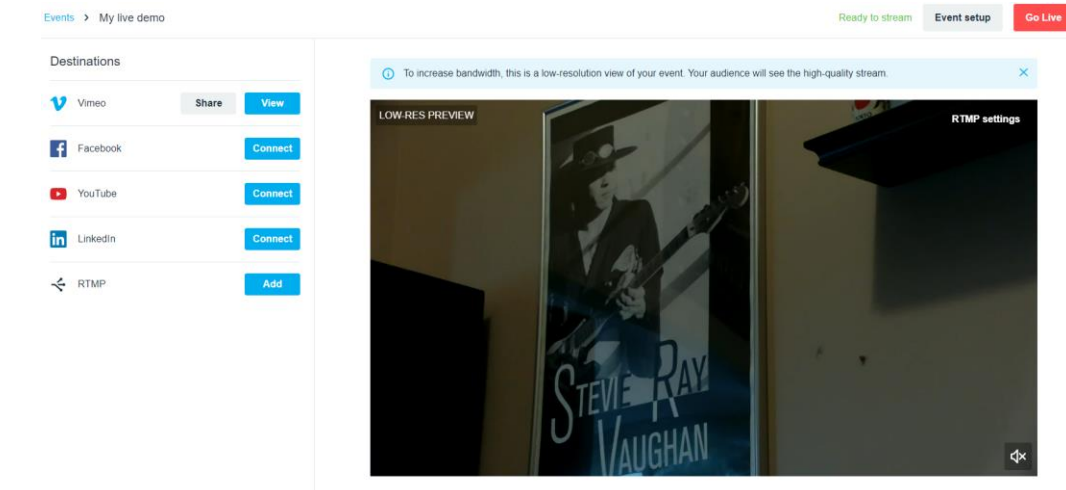 Events > My live demo
Ready to stream
Event setup
Go Live
Destinations
Vimeo
Share
View
Facebook
Connect
YouTube
Connect
LinkedIn
Connect
RTMP
Add
To increase bandwidth, this is a low-resolution view of your event. Your audience will see the high-quality stream.
LOW-RES PREVIEW
RTMP settings
STEVIE RAY
VAUGHAN